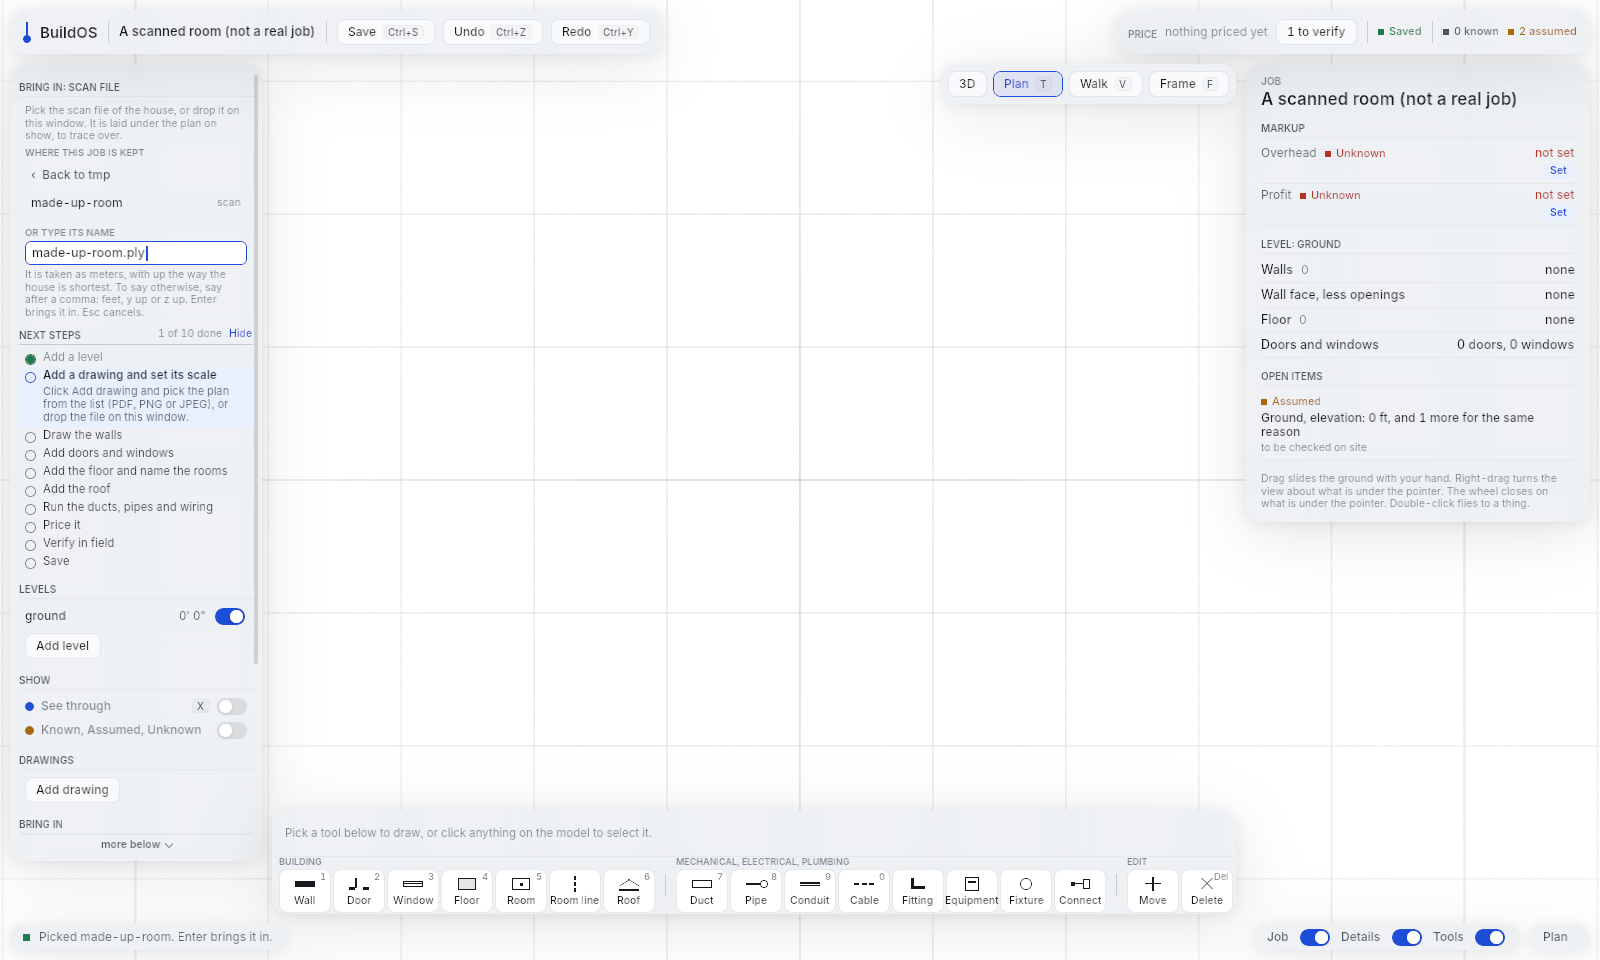 BuildOS
A scanned room (not a real job)
Save Ctrl+S
Undo Ctrl+Z
Redo Ctrl+Y
PRICE nothing priced yet
1 to verify
Saved
0 known
2 assumed
BRING IN: SCAN FILE
Pick the scan file of the house, or drop it on
this window. It is laid under the plan on
show, to trace over.
WHERE THIS JOB IS KEPT
‹ Back to tmp
made-up-room scan
OR TYPE ITS NAME
made-up-room.ply
It is taken as meters, with up the way the
house is shortest. To say otherwise, say
after a comma: feet, y up or z up. Enter
brings it in. Esc cancels.
NEXT STEPS 1 of 10 done Hide
Add a level
Add a drawing and set its scale
Click Add drawing and pick the plan
from the list (PDF, PNG or JPEG), or
drop the file on this window.
Draw the walls
Add doors and windows
Add the floor and name the rooms
Add the roof
Run the ducts, pipes and wiring
Price it
Verify in field
Save
LEVELS
ground 0' 0"
Add level
SHOW
See through X
Known, Assumed, Unknown
DRAWINGS
Add drawing
BRING IN
more below
3D
Plan T
Walk V
Frame F
JOB
A scanned room (not a real job)
MARKUP
Overhead Unknown not set
Set
Profit Unknown not set
Set
LEVEL: GROUND
Walls 0 none
Wall face, less openings none
Floor 0 none
Doors and windows 0 doors, 0 windows
OPEN ITEMS
Assumed
Ground, elevation: 0 ft, and 1 more for the same
reason
to be checked on site
Drag slides the ground with your hand. Right-drag turns the
view about what is under the pointer. The wheel closes on
what is under the pointer. Double-click flies to a thing.
Pick a tool below to draw, or click anything on the model to select it.
BUILDING
Wall 1
Door 2
Window 3
Floor 4
Room 5
Room line
Roof 6
MECHANICAL, ELECTRICAL, PLUMBING
Duct 7
Pipe 8
Conduit 9
Cable 0
Fitting
Equipment
Fixture
Connect
EDIT
Move
Delete Del
Picked made-up-room. Enter brings it in.
Job
Details
Tools
Plan